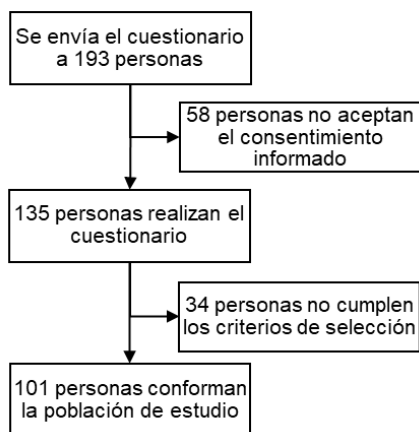 Se envía el cuestionario
a 193 personas
58 personas no aceptan
el consentimiento
informado
135 personas realizan el
cuestionario
34 personas no cumplen
los criterios de selección
101 personas conforman
la población de estudio